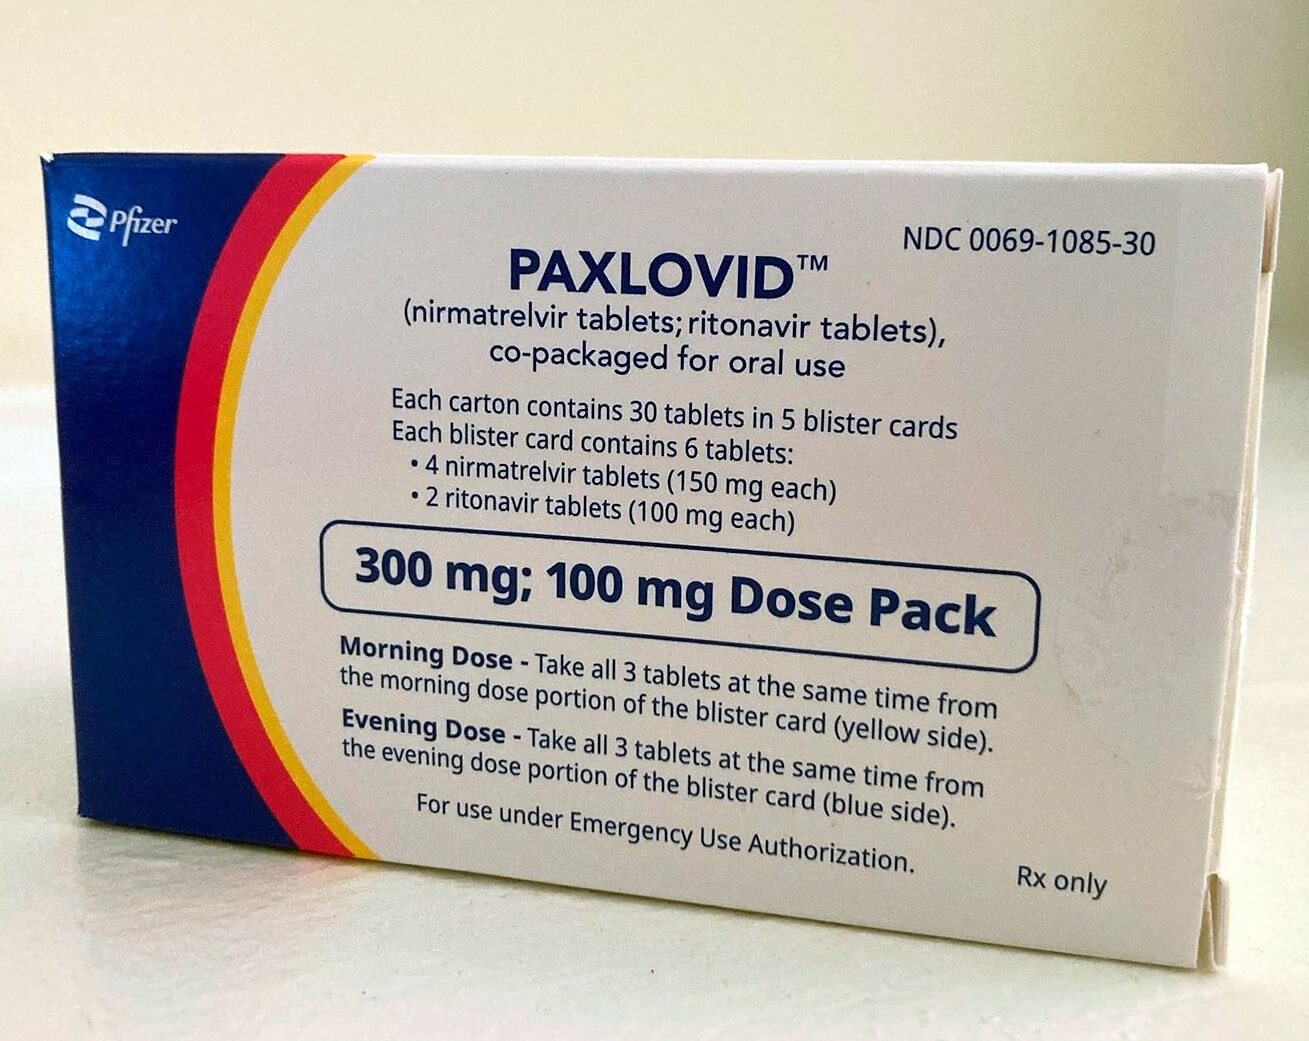 Pfizer
NDC 0069-1085-30
PAXLOVID™
(nirmatrelvir tablets; ritonavir tablets),
co-packaged for oral use
Each carton contains 30 tablets in 5 blister cards
Each blister card contains 6 tablets:
• 4 nirmatrelvir tablets (150 mg each)
• 2 ritonavir tablets (100 mg each)
300 mg; 100 mg Dose Pack
Morning Dose - Take all 3 tablets at the same time from
the morning dose portion of the blister card (yellow side).
Evening Dose - Take all 3 tablets at the same time from
the evening dose portion of the blister card (blue side).
For use under Emergency Use Authorization.
Rx only